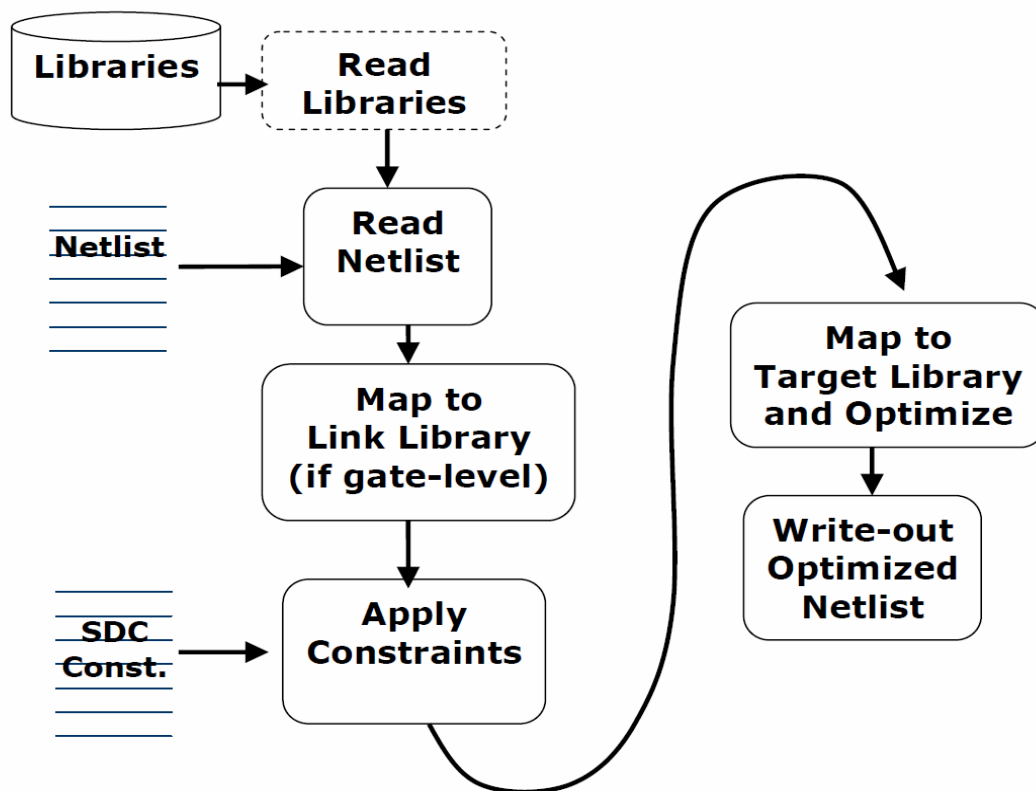 Libraries
Read
Libraries
Netlist
Read
Netlist
Map to
Link Library
(if gate-level)
SDC
Const.
Apply
Constraints
Map to
Target Library
and Optimize
Write-out
Optimized
Netlist